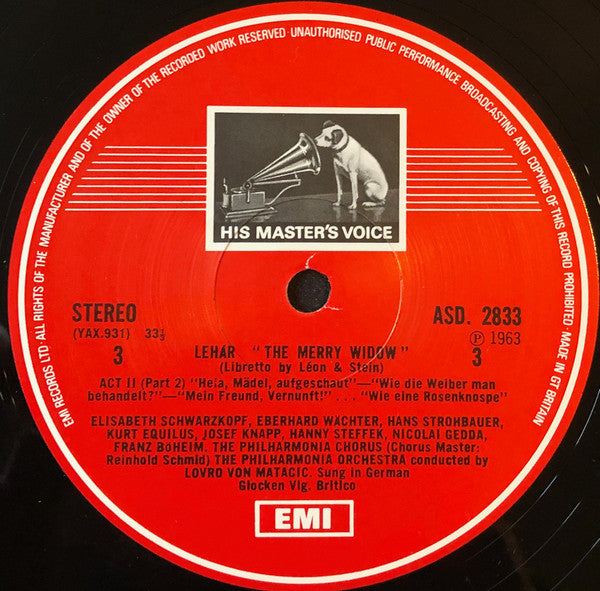 EMI RECORDS LTD ALL RIGHTS OF THE MANUFACTURER AND OF THE OWNER OF THE RECORDED WORK RESERVED · UNAUTHORISED PUBLIC PERFORMANCE BROADCASTING AND COPYING OF THIS RECORD PROHIBITED · MADE IN GT BRITAIN
HIS MASTER'S VOICE
STEREO
(YAX.931) 33⅓
3
ASD. 2833
Ⓟ 1963
3
LEHÁR "THE MERRY WIDOW"
(Libretto by Léon & Stein)
ACT II (Part 2) "Heia, Mädel, aufgeschaut"—"Wie die Weiber man
behandelt?"—"Mein Freund, Vernunft!" . . . "Wie eine Rosenknospe"
ELISABETH SCHWARZKOPF, EBERHARD WÄCHTER, HANS STROHBAUER,
KURT EQUILUS, JOSEF KNAPP, HANNY STEFFEK, NICOLAI GEDDA,
FRANZ BöHEIM. THE PHILHARMONIA CHORUS (Chorus Master:
Reinhold Schmid) THE PHILHARMONIA ORCHESTRA conducted by
LOVRO VON MATACIC. Sung in German
Glocken Vlg. Britico
EMI